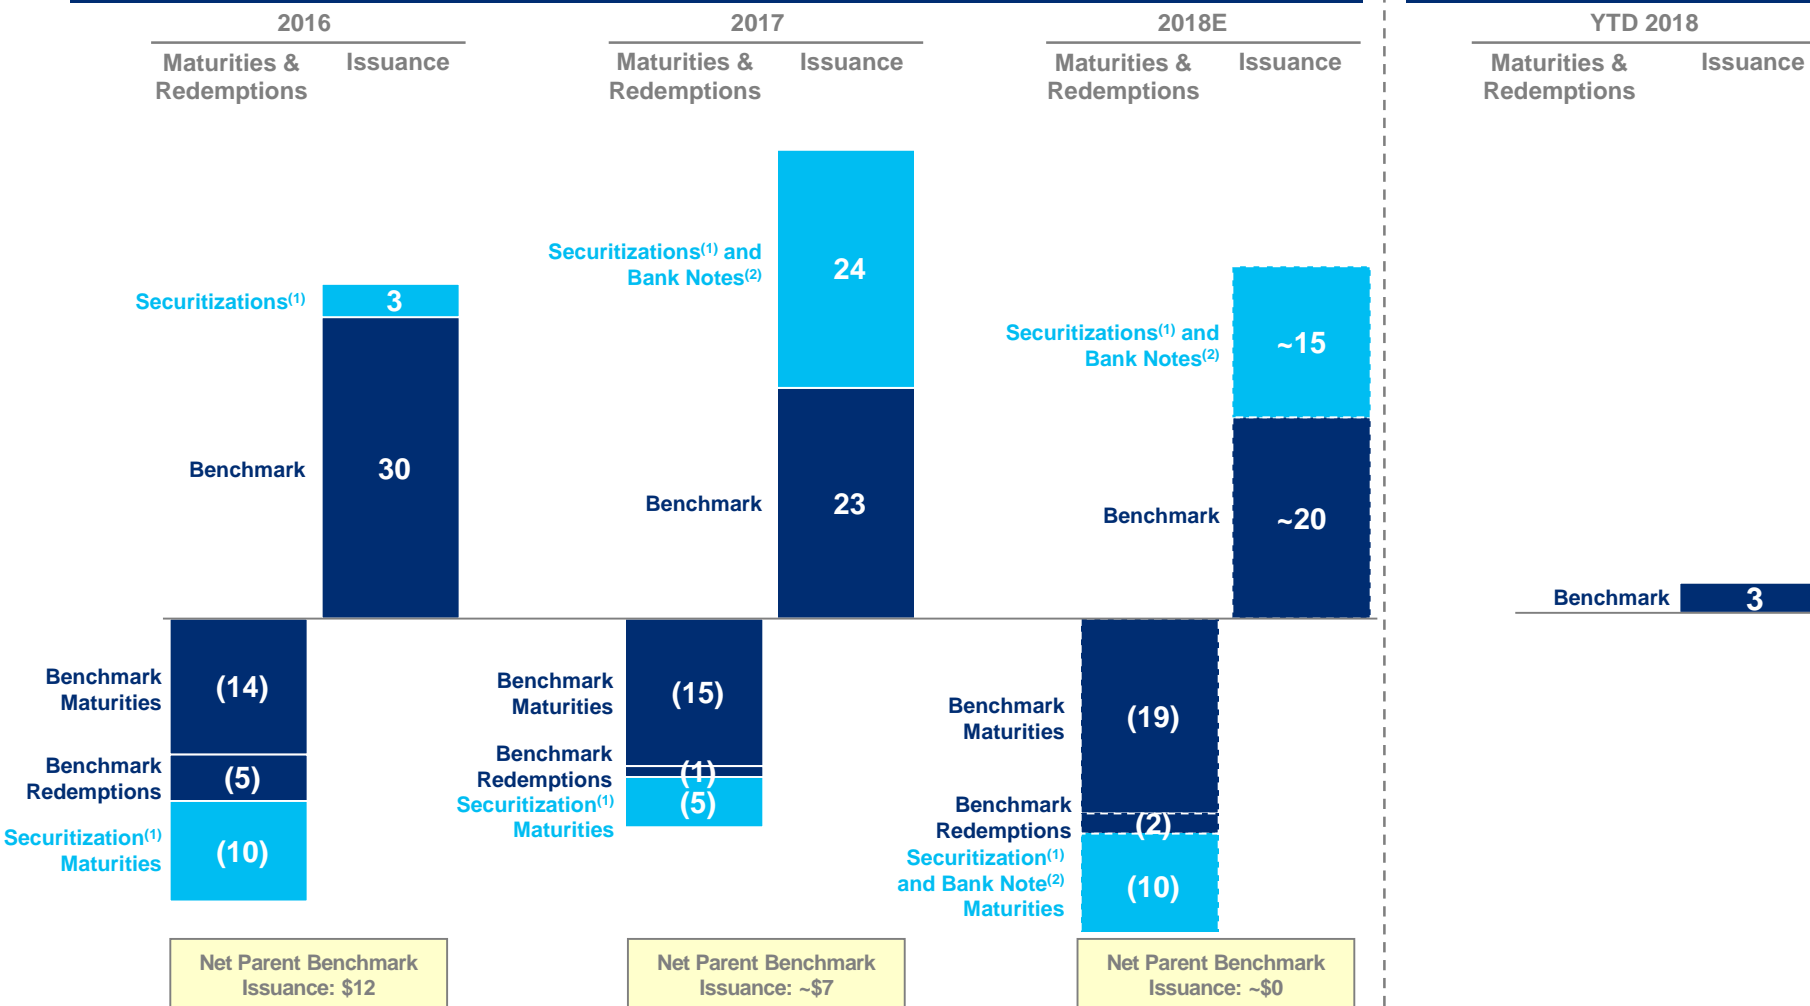 2016
Maturities &
Redemptions
Issuance
Securitizations(1)
3
Benchmark
30
Benchmark
Maturities
(14)
Benchmark
Redemptions
(5)
Securitization(1)
Maturities
(10)
Net Parent Benchmark
Issuance: $12
2017
Maturities &
Redemptions
Issuance
Securitizations(1) and
Bank Notes(2)
24
Benchmark
23
Benchmark
Maturities
(15)
Benchmark
Redemptions
(1)
Securitization(1)
Maturities
(5)
Net Parent Benchmark
Issuance: ~$7
2018E
Maturities &
Redemptions
Issuance
Securitizations(1) and
Bank Notes(2)
~15
Benchmark
~20
Benchmark
Maturities
(19)
Benchmark
Redemptions
(2)
Securitization(1)
and Bank Note(2)
Maturities
(10)
Net Parent Benchmark
Issuance: ~$0
YTD 2018
Maturities &
Redemptions
Issuance
Benchmark
3